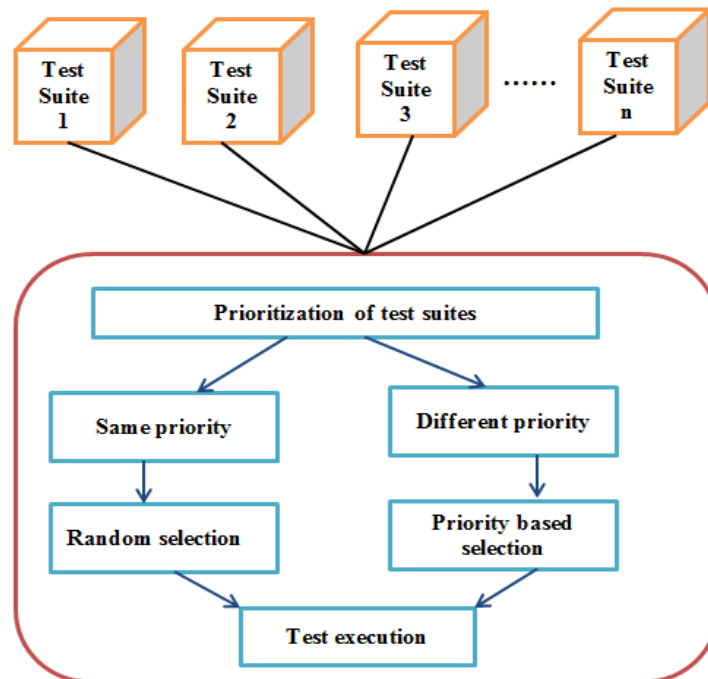 Test
Suite
1
Test
Suite
2
Test
Suite
3
......
Test
Suite
n
Prioritization of test suites
Same priority
Different priority
Random selection
Priority based
selection
Test execution